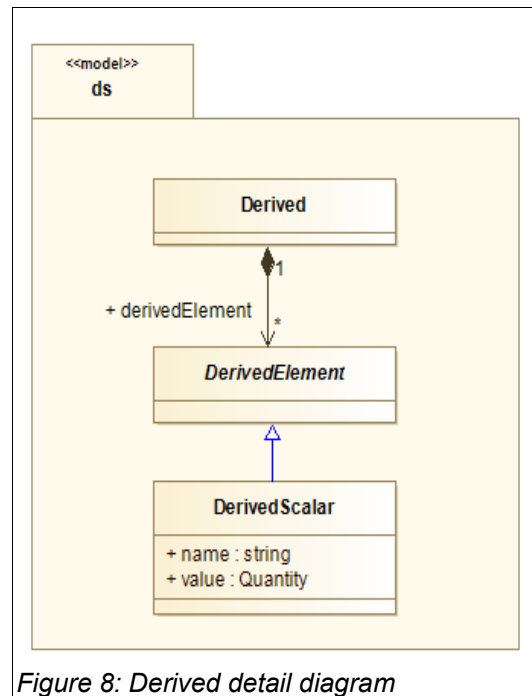 <<model>>
ds
Derived
1
+ derivedElement
*
DerivedElement
DerivedScalar
+ name : string
+ value : Quantity
Figure 8: Derived detail diagram